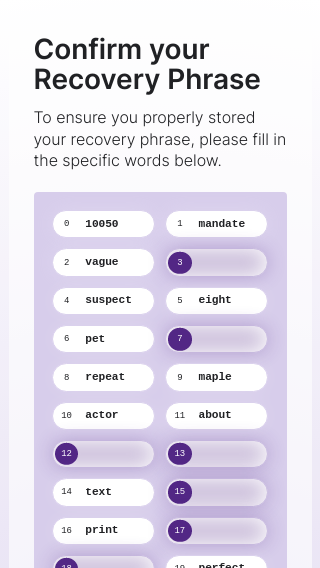 Confirm your
Recovery Phrase
To ensure you properly stored
your recovery phrase, please fill in
the specific words below.
0 10050 1 mandate
2 vague 3
4 suspect 5 eight
6 pet 7
8 repeat 9 maple
10 actor 11 about
12 13
14 text 15
16 print 17
18 19 perfect